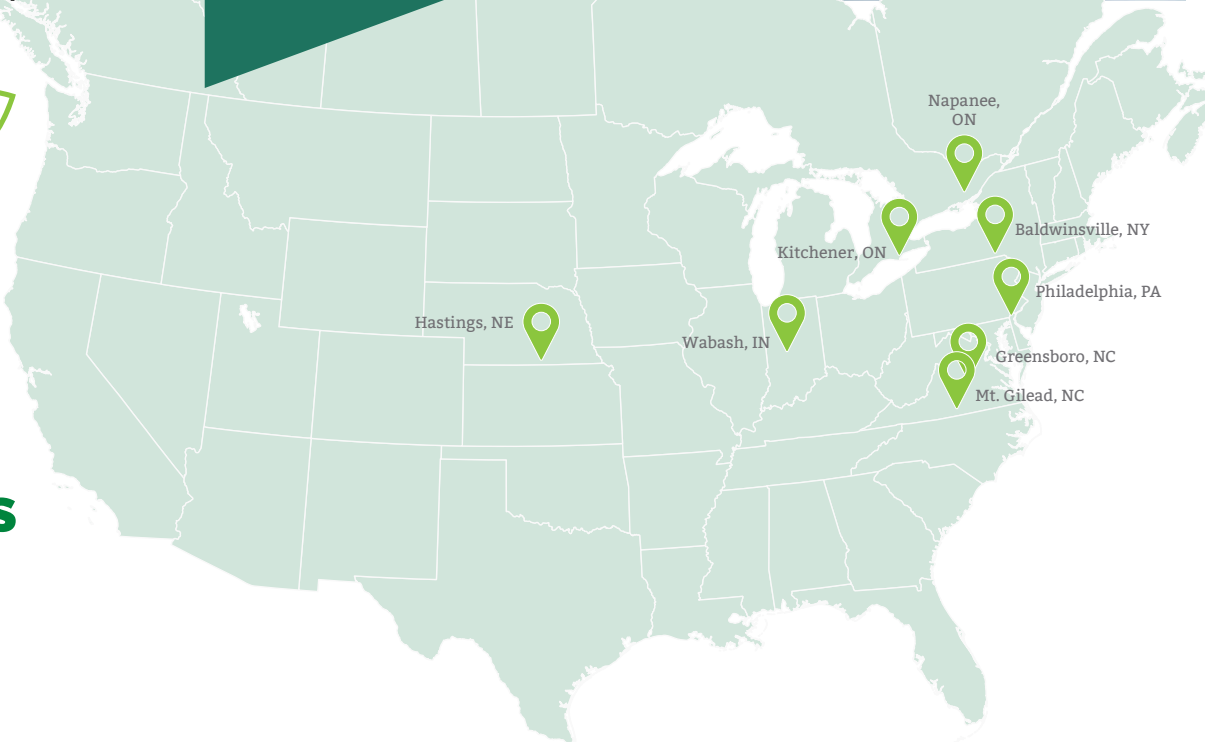 Napanee,
ON
Baldwinsville, NY
Kitchener, ON
Philadelphia, PA
Hastings, NE
Wabash, IN
Greensboro, NC
Mt. Gilead, NC
s